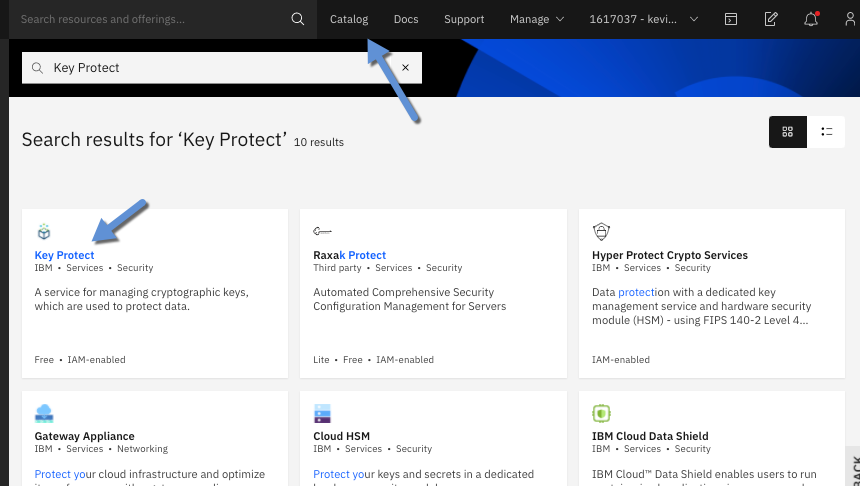 Search resources and offerings...
Catalog
Docs
Support
Manage
1617037 - kevi...
Key Protect
Search results for ‘Key Protect’ 10 results
Key Protect
IBM • Services • Security
A service for managing cryptographic keys,
which are used to protect data.
Free • IAM-enabled
Raxak Protect
Third party • Services • Security
Automated Comprehensive Security
Configuration Management for Servers
Lite • Free • IAM-enabled
Hyper Protect Crypto Services
IBM • Services • Security
Data protection with a dedicated key
management service and hardware security
module (HSM) - using FIPS 140-2 Level 4...
IAM-enabled
Gateway Appliance
IBM • Services • Networking
Protect your cloud infrastructure and optimize
Cloud HSM
IBM • Services • Security
Protect your keys and secrets in a dedicated
IBM Cloud Data Shield
IBM • Services • Security
IBM Cloud™ Data Shield enables users to run